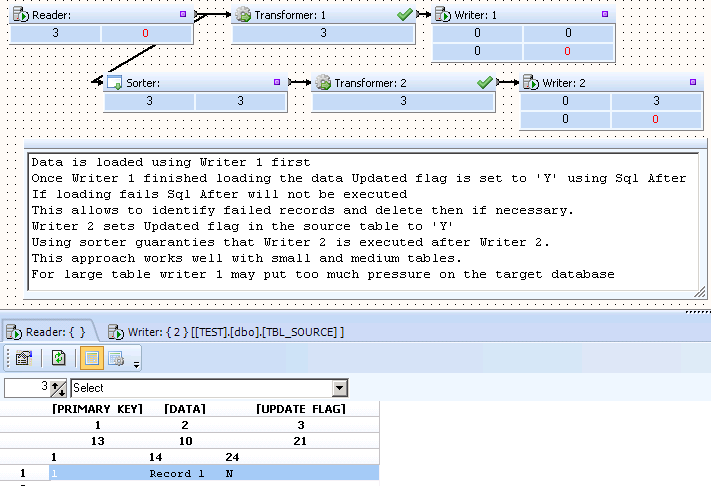 Reader: Transformer: 1 Writer: 1
3 0 3 0 0
0 0
Sorter: Transformer: 2 Writer: 2
3 3 3 0 3
0 0
Data is loaded using Writer 1 first
Once Writer 1 finished loading the data Updated flag is set to 'Y' using Sql After
If loading fails Sql After will not be executed
This allows to identify failed records and delete then if necessary.
Writer 2 sets Updated flag in the source table to 'Y'
Using sorter guaranties that Writer 2 is executed after Writer 2.
This approach works well with small and medium tables.
For large table writer 1 may put too much pressure on the target database
Reader: { } Writer: { 2 } [[TEST].[dbo].[TBL_SOURCE] ]
3 Select
[PRIMARY KEY] [DATA] [UPDATE FLAG]
1 2 3
13 10 21
1 14 24
1 1 Record 1 N